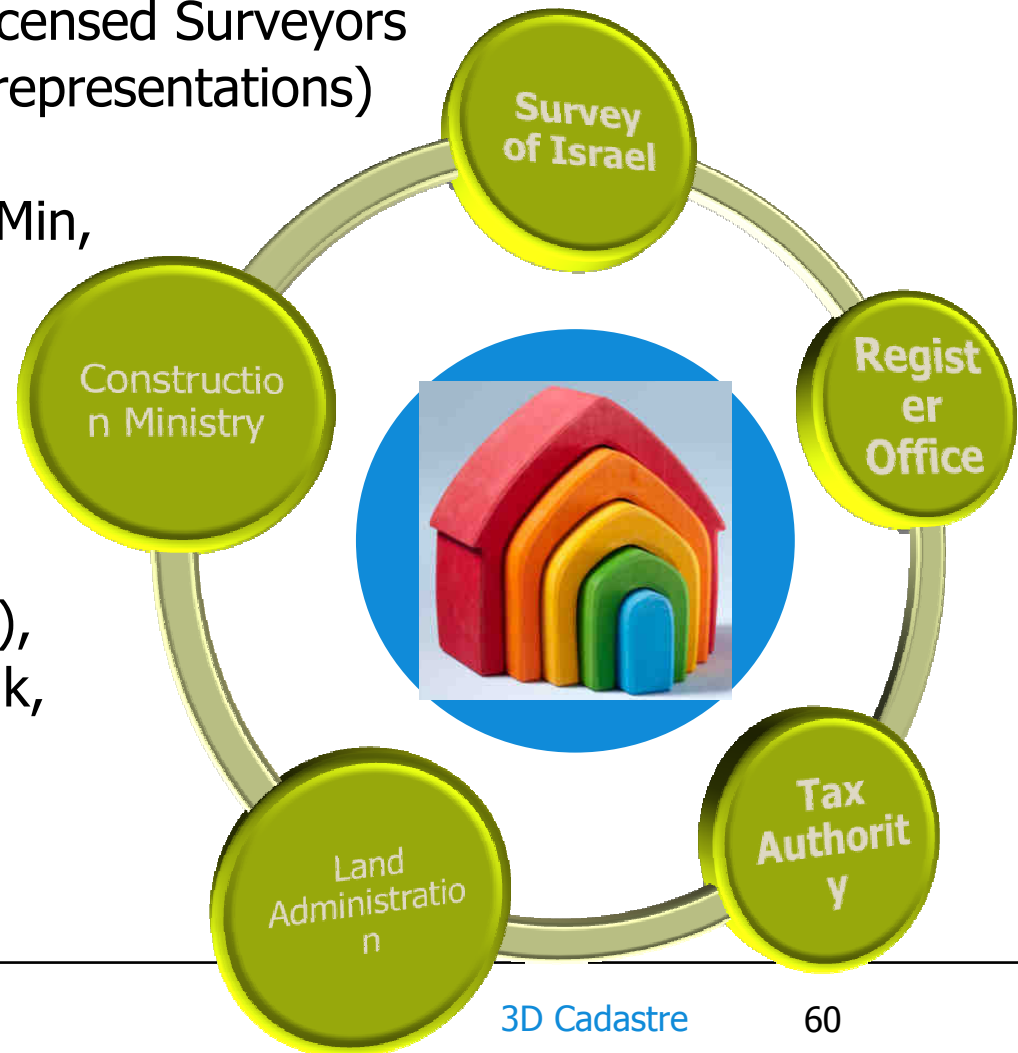 censed Surveyors
representations)
Min,
),
k,
Survey
of Israel
Regist
er
Office
Tax
Authorit
y
Land
Administratio
n
Constructio
n Ministry
3D Cadastre
60